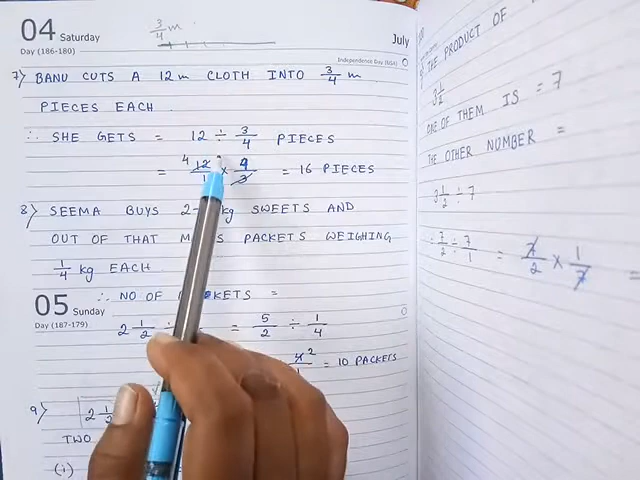 04 Saturday
Day (186-180)
3/4 m
July
Independence Day (USA)
7) BANU CUTS A 12 m CLOTH INTO 3/4 m
PIECES EACH
∴ SHE GETS = 12 ÷ 3/4 PIECES
= 4 12/1 × 4/3 = 16 PIECES
8) SEEMA BUYS 2 kg SWEETS AND
OUT OF THAT PACKETS WEIGHING
1/4 kg EACH
∴ NO OF =
05 Sunday
Day (187-179)
2 1/2 ÷ = 5/2 ÷ 1/4
4 2 = 10 PACKETS
9) 2 1/2
TWO
(i)
THE PRODUCT OF
3 1/2
ONE OF THEM IS = 7
THE OTHER NUMBER =
3 1/2 ÷ 7
7/2 ÷ 7/1 = 7/2 × 1/7 =